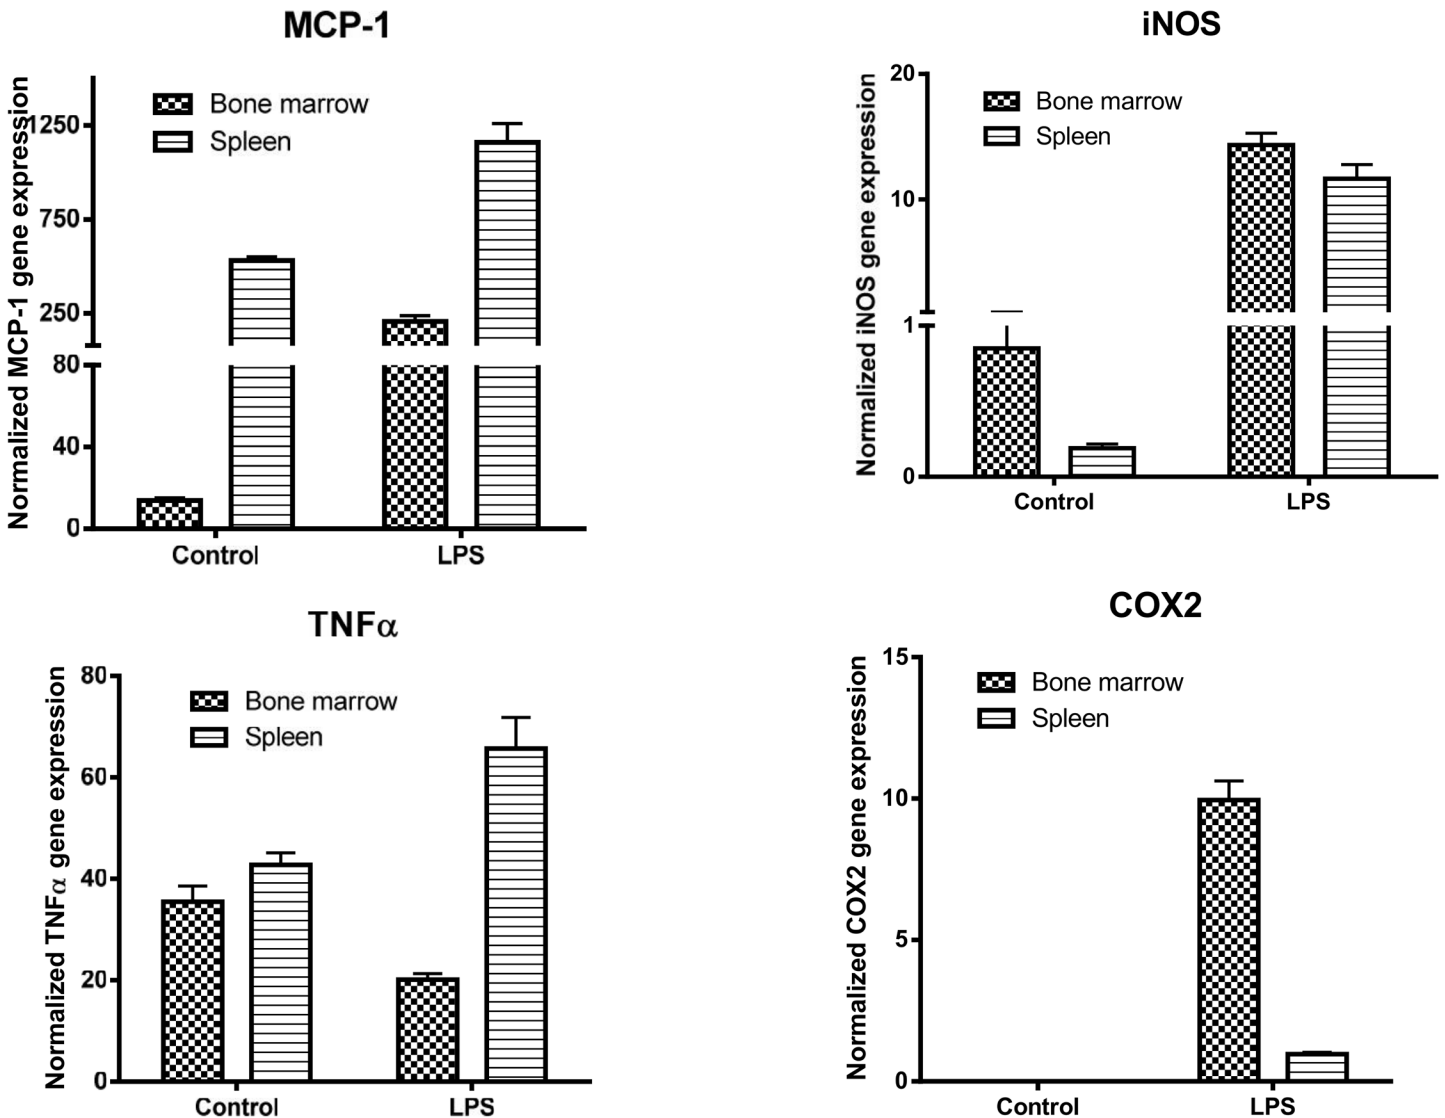 MCP-1
Normalized MCP-1 gene expression
Bone marrow
Spleen
1250
750
250
80
40
0
Control LPS
iNOS
Normalized iNOS gene expression
Bone marrow
Spleen
20
10
1
0
Control LPS
TNFα
Normalized TNFα gene expression
Bone marrow
Spleen
80
60
40
20
0
Control LPS
COX2
Normalized COX2 gene expression
Bone marrow
Spleen
15
10
5
0
Control LPS